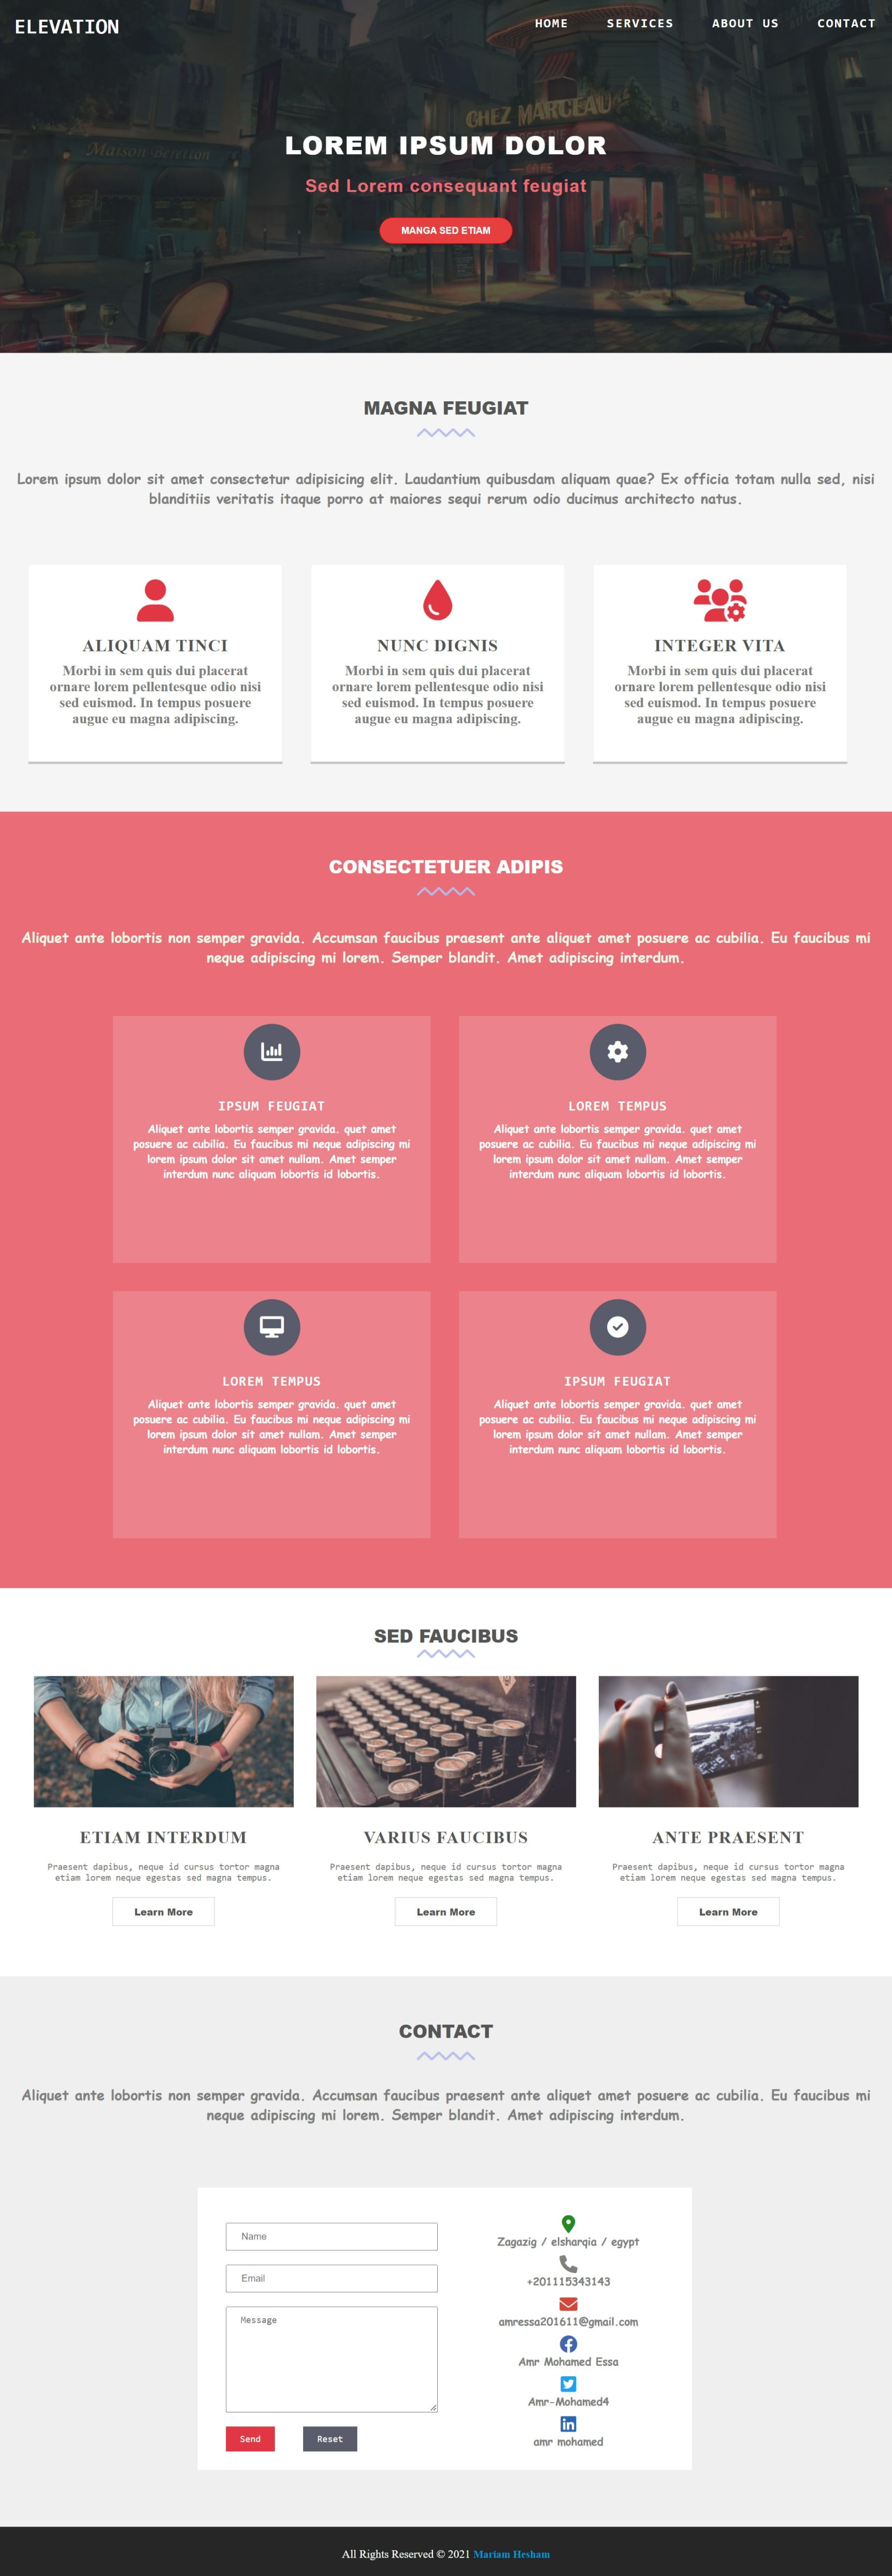 ELEVATION
HOME SERVICES ABOUT US CONTACT
CHEZ MARCEAU
Maison
CAFE
LOREM IPSUM DOLOR
Sed Lorem consequant feugiat
MANGA SED ETIAM
MAGNA FEUGIAT
Lorem ipsum dolor sit amet consectetur adipisicing elit. Laudantium quibusdam aliquam quae? Ex officia totam nulla sed, nisi
blanditiis veritatis itaque porro at maiores sequi rerum odio ducimus architecto natus.
ALIQUAM TINCI
Morbi in sem quis dui placerat
ornare lorem pellentesque odio nisi
sed euismod. In tempus posuere
augue eu magna adipiscing.
NUNC DIGNIS
Morbi in sem quis dui placerat
ornare lorem pellentesque odio nisi
sed euismod. In tempus posuere
augue eu magna adipiscing.
INTEGER VITA
Morbi in sem quis dui placerat
ornare lorem pellentesque odio nisi
sed euismod. In tempus posuere
augue eu magna adipiscing.
CONSECTETUER ADIPIS
Aliquet ante lobortis non semper gravida. Accumsan faucibus praesent ante aliquet amet posuere ac cubilia. Eu faucibus mi
neque adipiscing mi lorem. Semper blandit. Amet adipiscing interdum.
IPSUM FEUGIAT
Aliquet ante lobortis semper gravida. quet amet
posuere ac cubilia. Eu faucibus mi neque adipiscing mi
lorem ipsum dolor sit amet nullam. Amet semper
interdum nunc aliquam lobortis id lobortis.
LOREM TEMPUS
Aliquet ante lobortis semper gravida. quet amet
posuere ac cubilia. Eu faucibus mi neque adipiscing mi
lorem ipsum dolor sit amet nullam. Amet semper
interdum nunc aliquam lobortis id lobortis.
LOREM TEMPUS
Aliquet ante lobortis semper gravida. quet amet
posuere ac cubilia. Eu faucibus mi neque adipiscing mi
lorem ipsum dolor sit amet nullam. Amet semper
interdum nunc aliquam lobortis id lobortis.
IPSUM FEUGIAT
Aliquet ante lobortis semper gravida. quet amet
posuere ac cubilia. Eu faucibus mi neque adipiscing mi
lorem ipsum dolor sit amet nullam. Amet semper
interdum nunc aliquam lobortis id lobortis.
SED FAUCIBUS
ETIAM INTERDUM
Praesent dapibus, neque id cursus tortor magna
etiam lorem neque egestas sed magna tempus.
Learn More
VARIUS FAUCIBUS
Praesent dapibus, neque id cursus tortor magna
etiam lorem neque egestas sed magna tempus.
Learn More
ANTE PRAESENT
Praesent dapibus, neque id cursus tortor magna
etiam lorem neque egestas sed magna tempus.
Learn More
CONTACT
Aliquet ante lobortis non semper gravida. Accumsan faucibus praesent ante aliquet amet posuere ac cubilia. Eu faucibus mi
neque adipiscing mi lorem. Semper blandit. Amet adipiscing interdum.
Name
Email
Message
Send
Reset
Zagazig / elsharqia / egypt
+201115343143
amressa201611@gmail.com
Amr Mohamed Essa
Amr-Mohamed4
amr mohamed
All Rights Reserved © 2021 Mariam Hesham